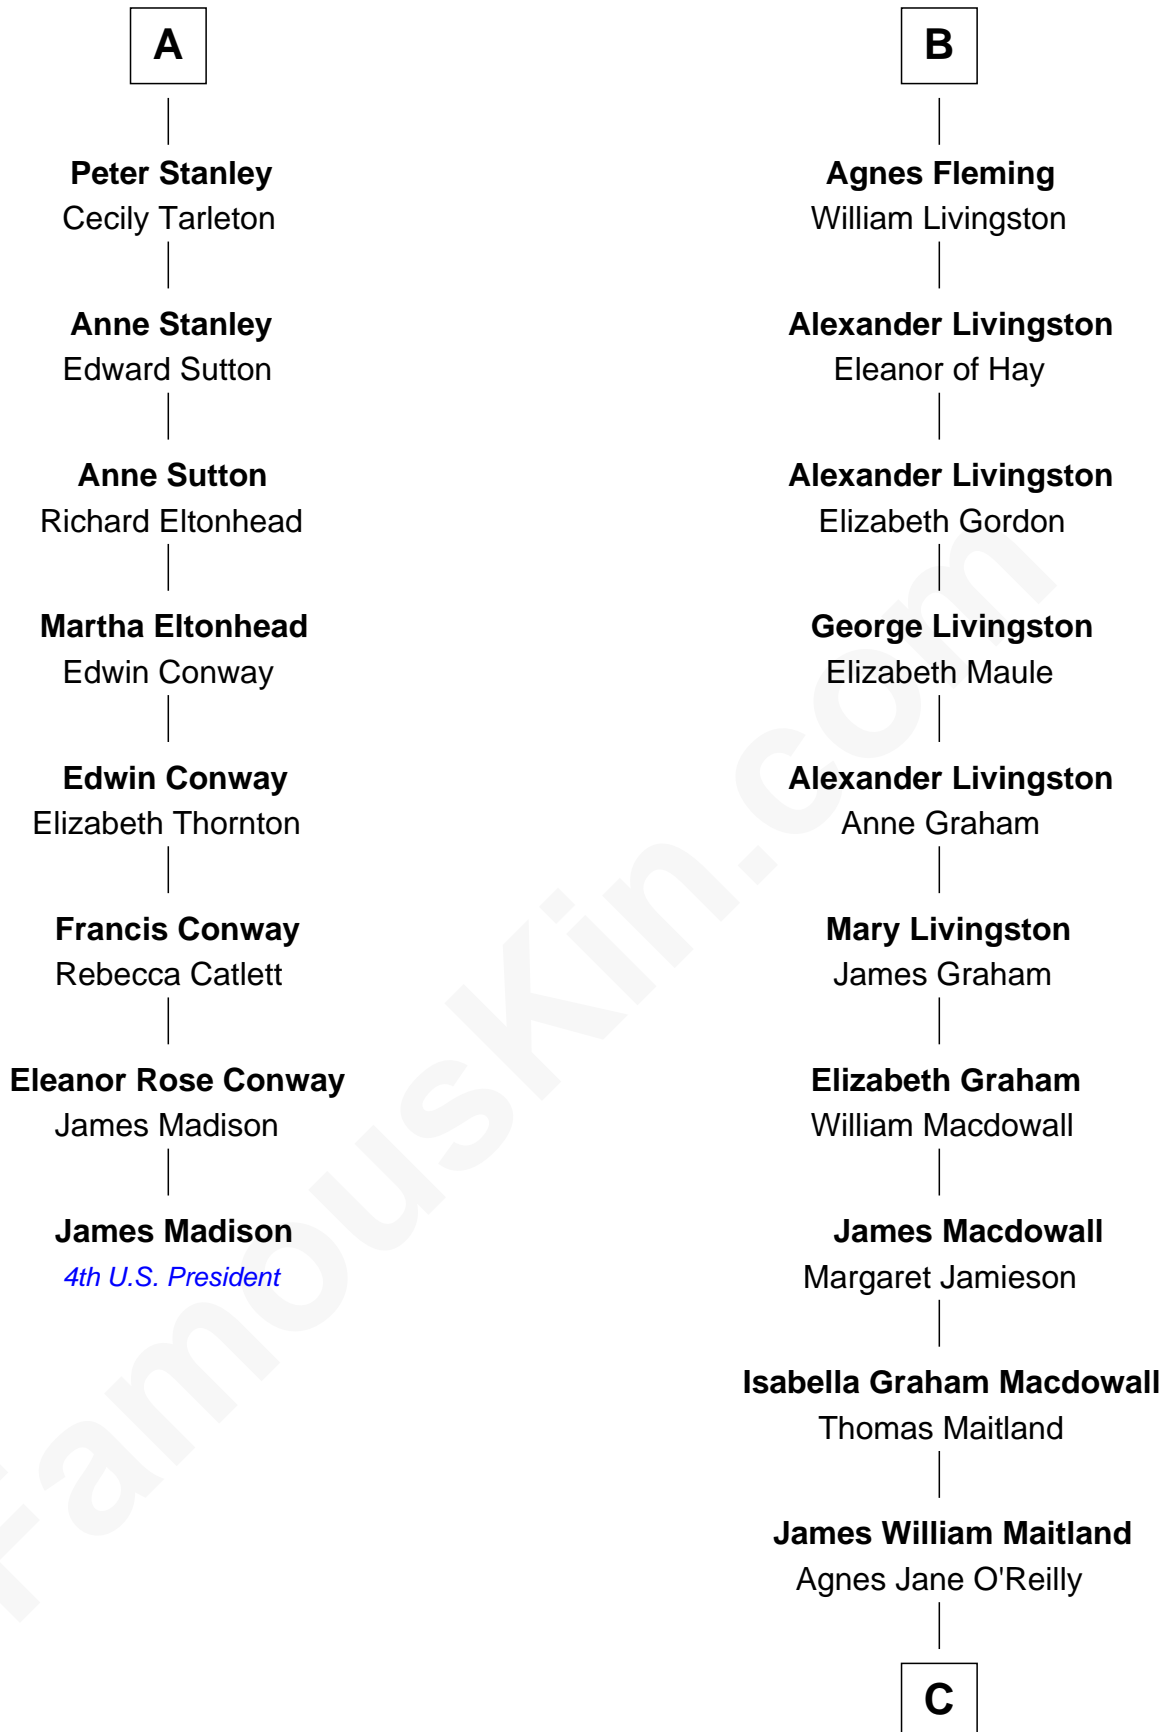 A
Peter Stanley
Cecily Tarleton
Anne Stanley
Edward Sutton
Anne Sutton
Richard Eltonhead
Martha Eltonhead
Edwin Conway
Edwin Conway
Elizabeth Thornton
Francis Conway
Rebecca Catlett
Eleanor Rose Conway
James Madison
James Madison
4th U.S. President
B
Agnes Fleming
William Livingston
Alexander Livingston
Eleanor of Hay
Alexander Livingston
Elizabeth Gordon
George Livingston
Elizabeth Maule
Alexander Livingston
Anne Graham
Mary Livingston
James Graham
Elizabeth Graham
William Macdowall
James Macdowall
Margaret Jamieson
Isabella Graham Macdowall
Thomas Maitland
James William Maitland
Agnes Jane O'Reilly
C
FamousKin.com